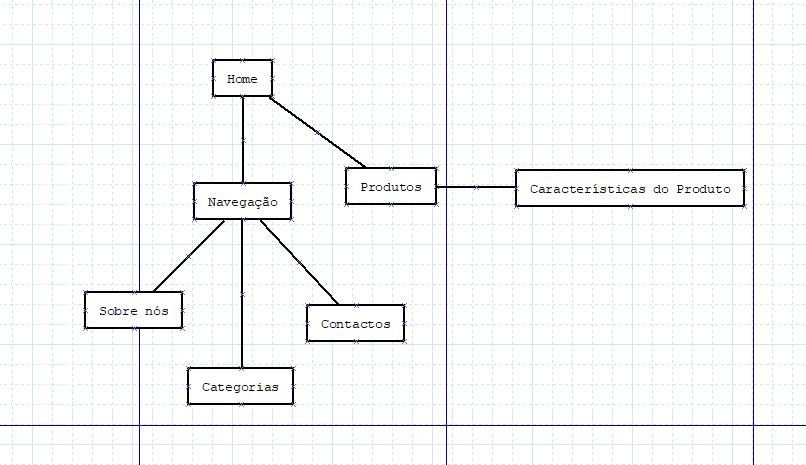 Home
Produtos
Características do Produto
Navegação
Sobre nós
Contactos
Categorias